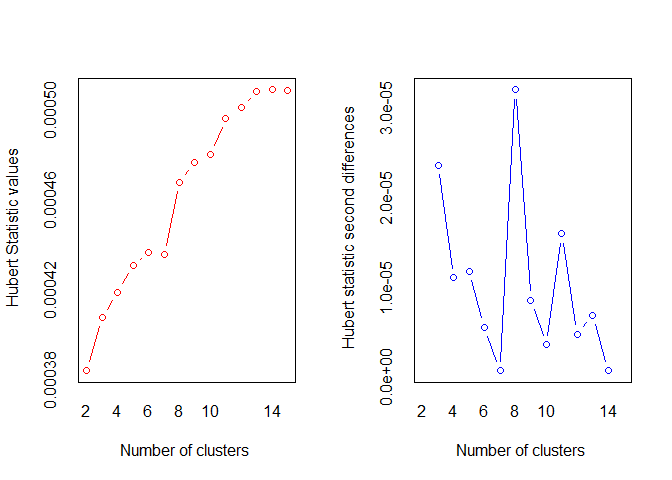 Hubert Statistic values
0.00038 0.00042 0.00046 0.00050
2 4 6 8 10 14
Number of clusters
Hubert statistic second differences
0.0e+00 1.0e-05 2.0e-05 3.0e-05
2 4 6 8 10 14
Number of clusters